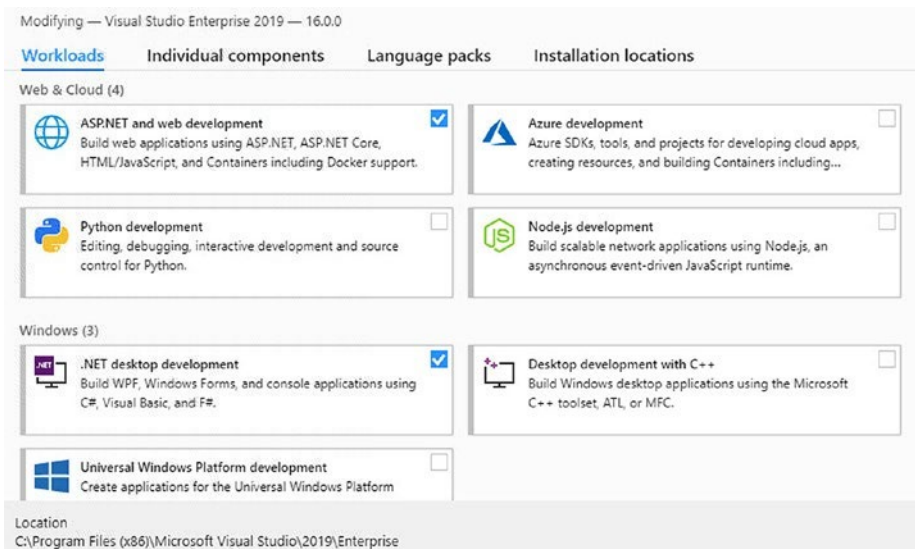 Modifying — Visual Studio Enterprise 2019 — 16.0.0
Workloads Individual components Language packs Installation locations
Web & Cloud (4)
ASP.NET and web development
Build web applications using ASP.NET, ASP.NET Core,
HTML/JavaScript, and Containers including Docker support.
Azure development
Azure SDKs, tools, and projects for developing cloud apps,
creating resources, and building Containers including...
Python development
Editing, debugging, interactive development and source
control for Python.
JS
Node.js development
Build scalable network applications using Node.js, an
asynchronous event-driven JavaScript runtime.
Windows (3)
.NET
.NET desktop development
Build WPF, Windows Forms, and console applications using
C#, Visual Basic, and F#.
Desktop development with C++
Build Windows desktop applications using the Microsoft
C++ toolset, ATL, or MFC.
Universal Windows Platform development
Create applications for the Universal Windows Platform
Location
C:\Program Files (x86)\Microsoft Visual Studio\2019\Enterprise